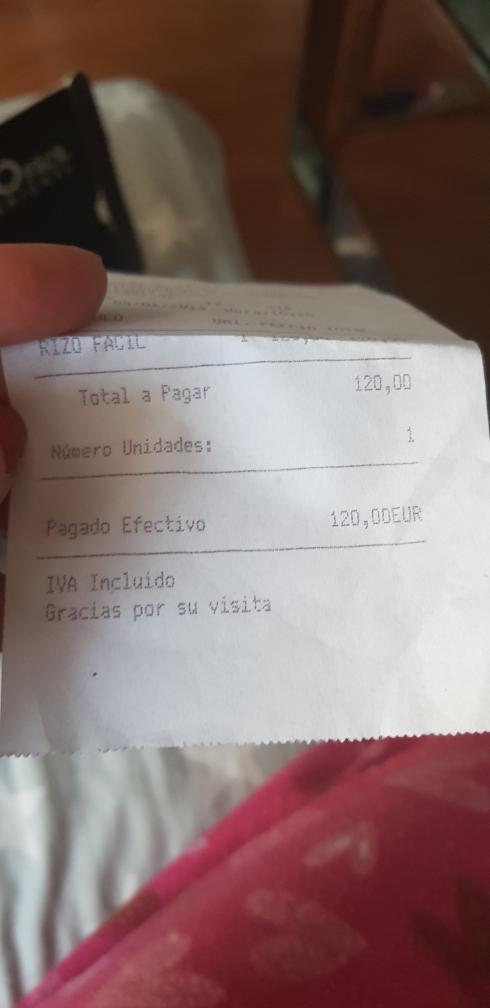 RIZO FACIL 1
Total a Pagar 120,00
Número Unidades: 1
Pagado Efectivo 120,00EUR
IVA Incluido
Gracias por su visita